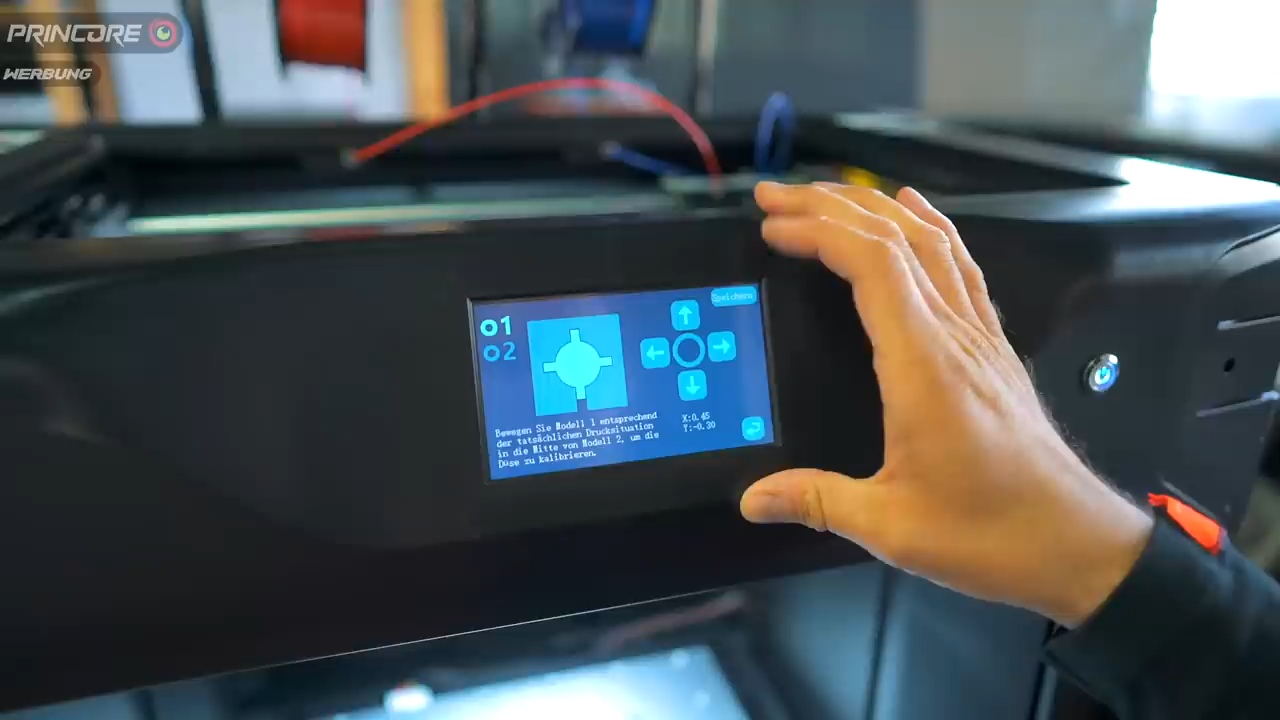 PRINCORE
WERBUNG
Speichern
1
2
Bewegen Sie Modell 1 entsprechend
der tatsächlichen Drucksituation
in die Mitte von Modell 2, um die
Düse zu kalibrieren.
X:0.45
Y:-0.30